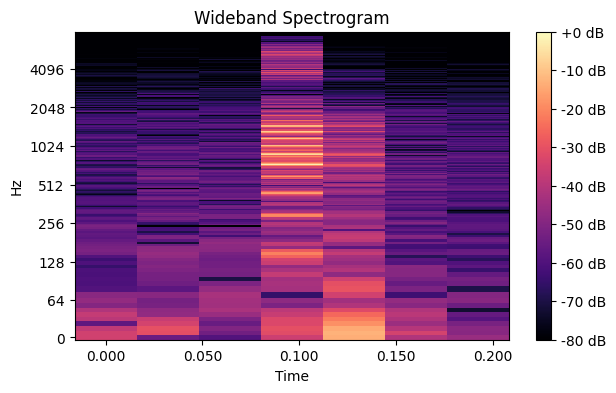 Wideband Spectrogram
Hz
4096
2048
1024
512
256
128
64
0
0.000 0.050 0.100 0.150 0.200
Time
+0 dB
-10 dB
-20 dB
-30 dB
-40 dB
-50 dB
-60 dB
-70 dB
-80 dB